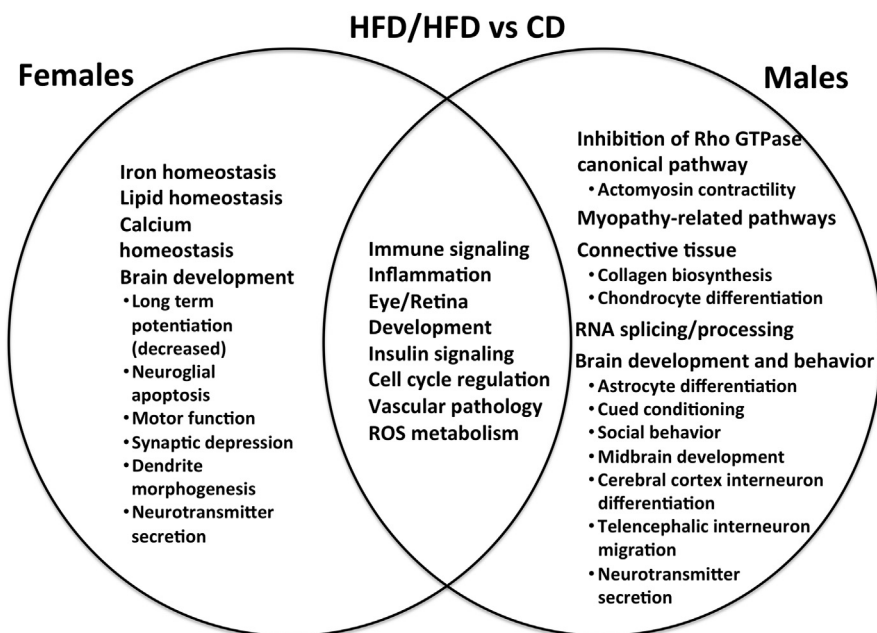 HFD/HFD vs CD
Females
Males
Iron homeostasis
Lipid homeostasis
Calcium
homeostasis
Brain development
• Long term
potentiation
(decreased)
• Neuroglial
apoptosis
• Motor function
• Synaptic depression
• Dendrite
morphogenesis
• Neurotransmitter
secretion
Immune signaling
Inflammation
Eye/Retina
Development
Insulin signaling
Cell cycle regulation
Vascular pathology
ROS metabolism
Inhibition of Rho GTPase
canonical pathway
• Actomyosin contractility
Myopathy-related pathways
Connective tissue
• Collagen biosynthesis
• Chondrocyte differentiation
RNA splicing/processing
Brain development and behavior
• Astrocyte differentiation
• Cued conditioning
• Social behavior
• Midbrain development
• Cerebral cortex interneuron
differentiation
• Telencephalic interneuron
migration
• Neurotransmitter
secretion